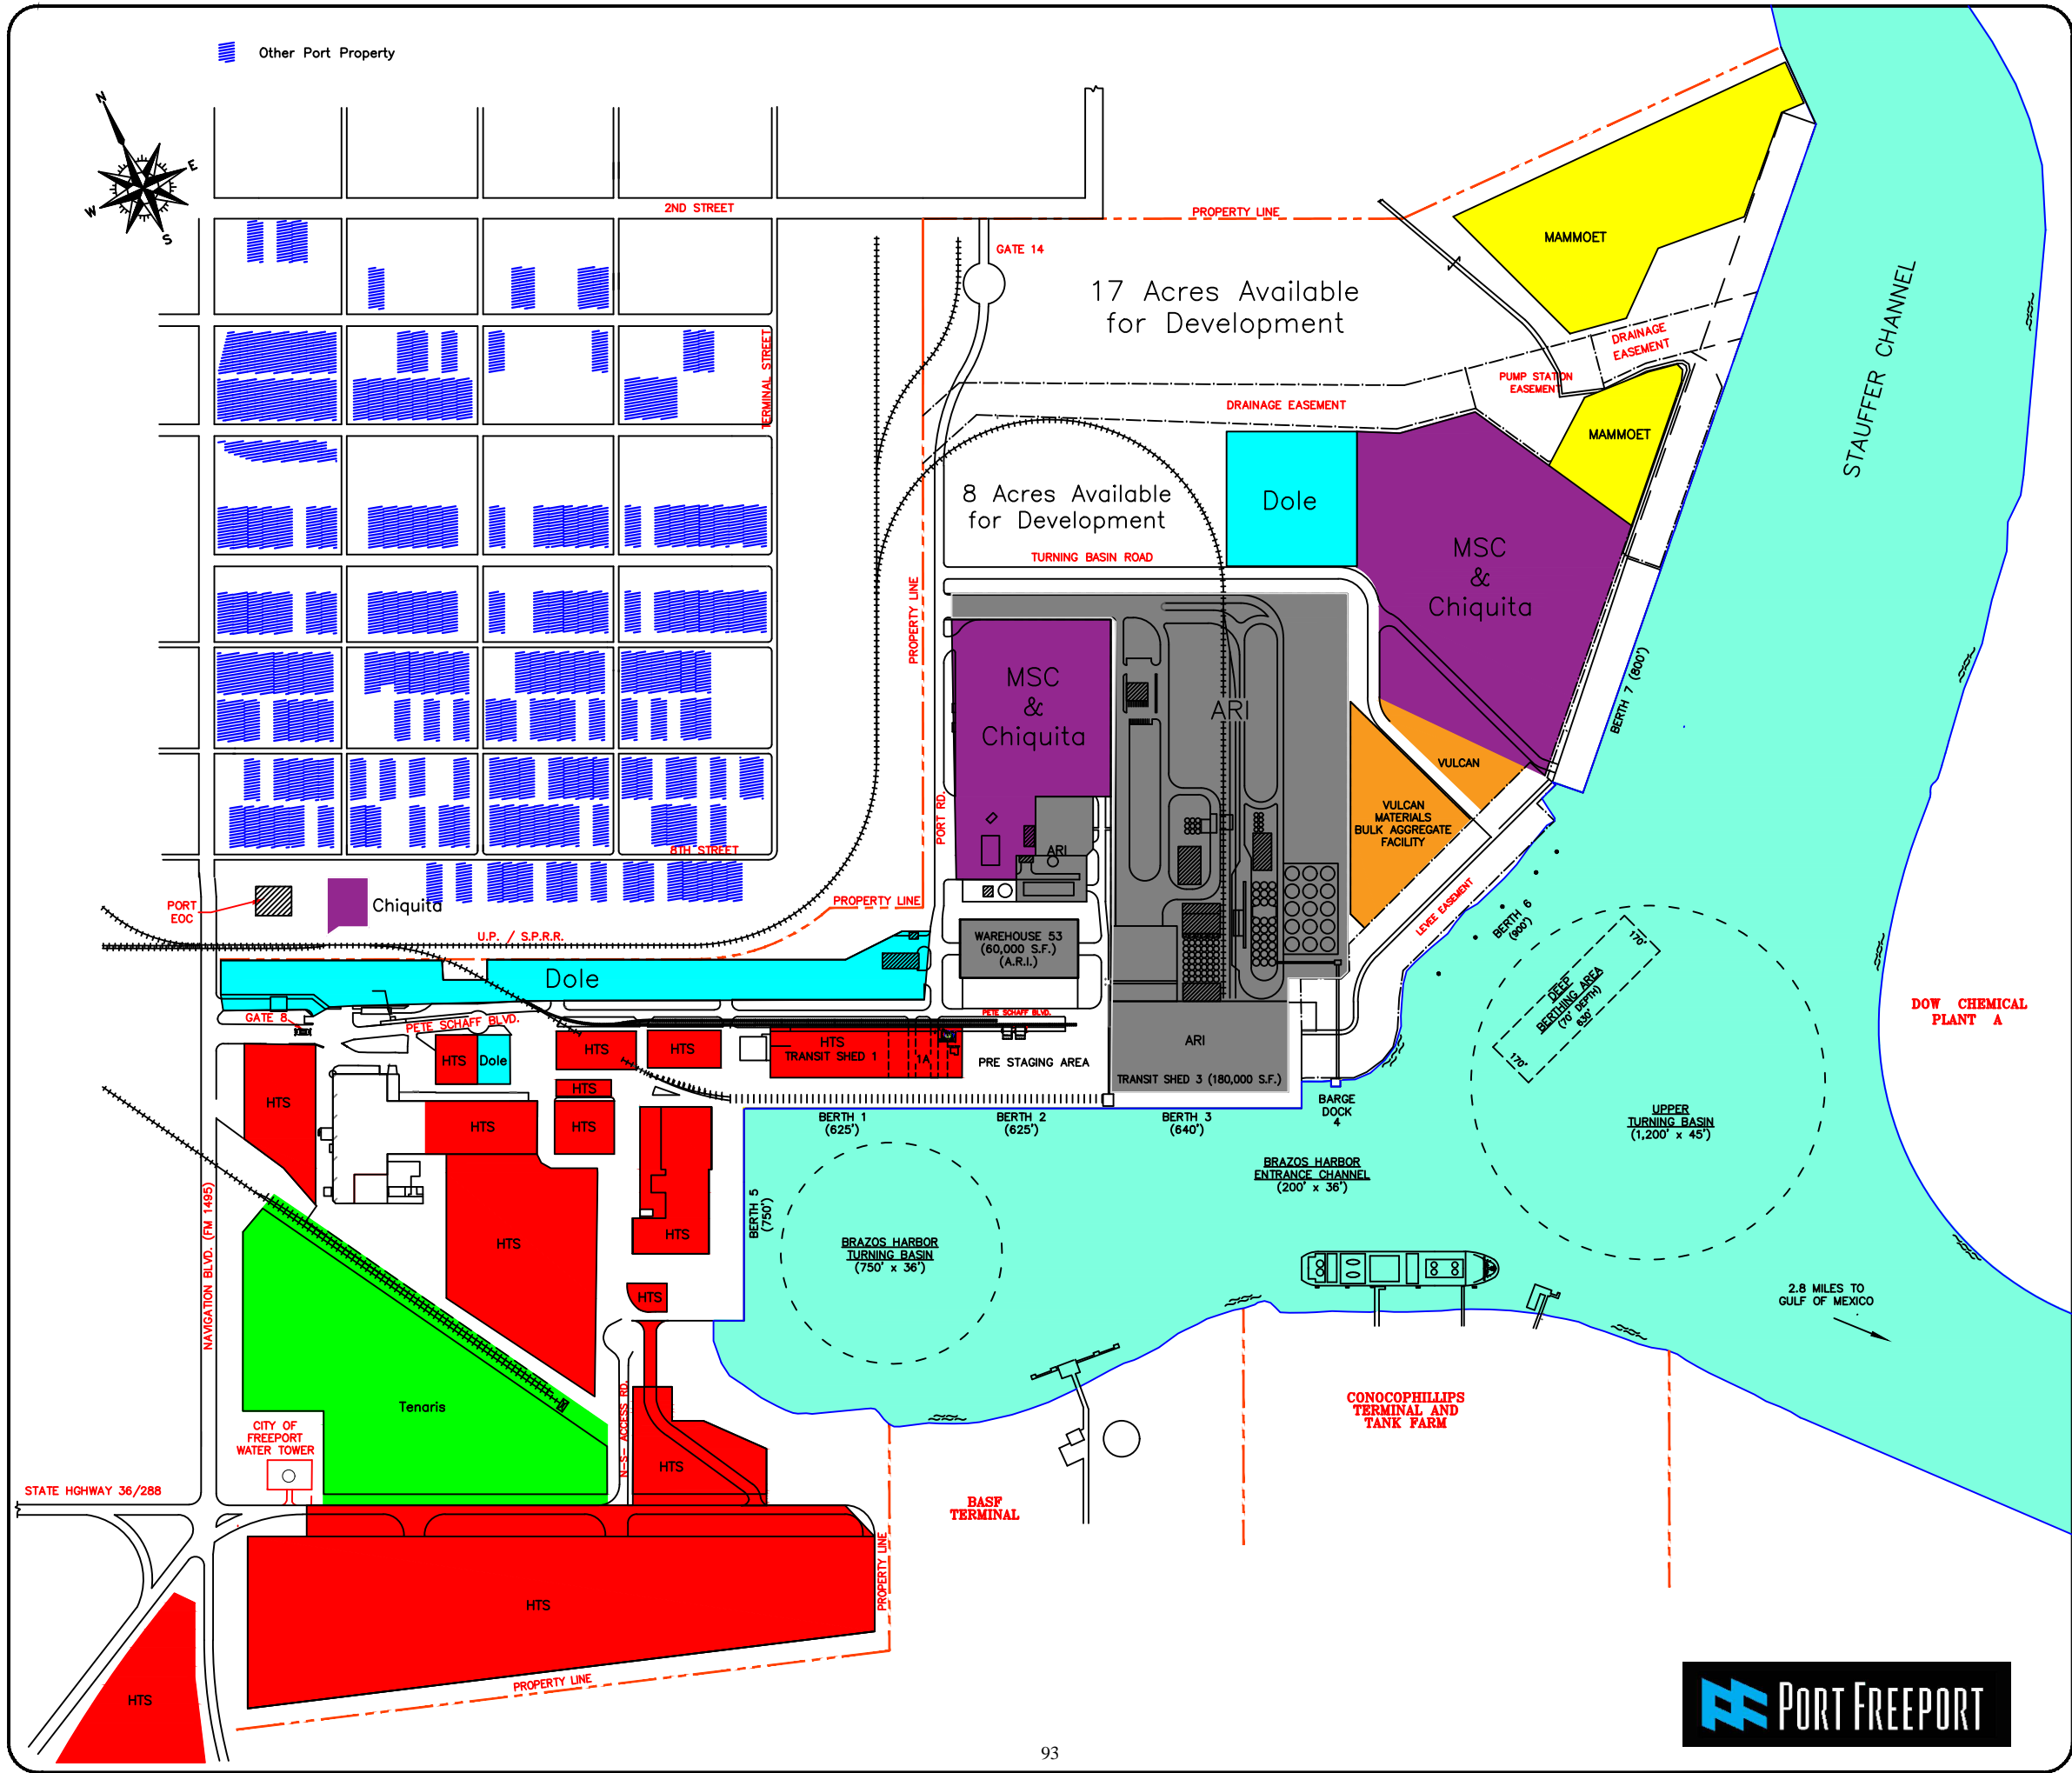 Other Port Property
N
E
W
S
2ND STREET
PROPERTY LINE
GATE 14
MAMMOET
17 Acres Available
for Development
STAUFFER CHANNEL
TERMINAL STREET
DRAINAGE
EASEMENT
PUMP STATION
EASEMENT
DRAINAGE EASEMENT
MAMMOET
8 Acres Available
for Development
Dole
TURNING BASIN ROAD
MSC
&
Chiquita
PROPERTY LINE
MSC
&
Chiquita
ARI
BERTH 7 (800')
VULCAN
PORT RD.
VULCAN
MATERIALS
BULK AGGREGATE
FACILITY
8TH STREET
ARI
PORT
EOC
Chiquita
PROPERTY LINE
LEVEE EASEMENT
BERTH 6
(900')
U.P. / S.P.R.R.
WAREHOUSE 53
(60,000 S.F.)
(A.R.I.)
170'
DEEP
BERTHING AREA
(70' DEPTH)
630'
170'
Dole
DOW CHEMICAL
PLANT A
GATE 8
PETE SCHAFF BLVD.
PETE SCHAFF BLVD.
HTS
Dole
HTS
HTS
HTS
TRANSIT SHED 1
1A
PRE STAGING AREA
ARI
TRANSIT SHED 3 (180,000 S.F.)
HTS
HTS
HTS
HTS
BERTH 1
(625')
BERTH 2
(625')
BERTH 3
(640')
BARGE
DOCK
4
UPPER
TURNING BASIN
(1,200' x 45')
BRAZOS HARBOR
ENTRANCE CHANNEL
(200' x 36')
NAVIGATION BLVD. (FM 1495)
BERTH 5
(750')
HTS
HTS
BRAZOS HARBOR
TURNING BASIN
(750' x 36')
HTS
2.8 MILES TO
GULF OF MEXICO
Tenaris
N-S- ACCESS RD.
CONOCOPHILLIPS
TERMINAL AND
TANK FARM
CITY OF
FREEPORT
WATER TOWER
HTS
STATE HGHWAY 36/288
BASF
TERMINAL
PROPERTY LINE
HTS
PROPERTY LINE
HTS
PORT FREEPORT
93